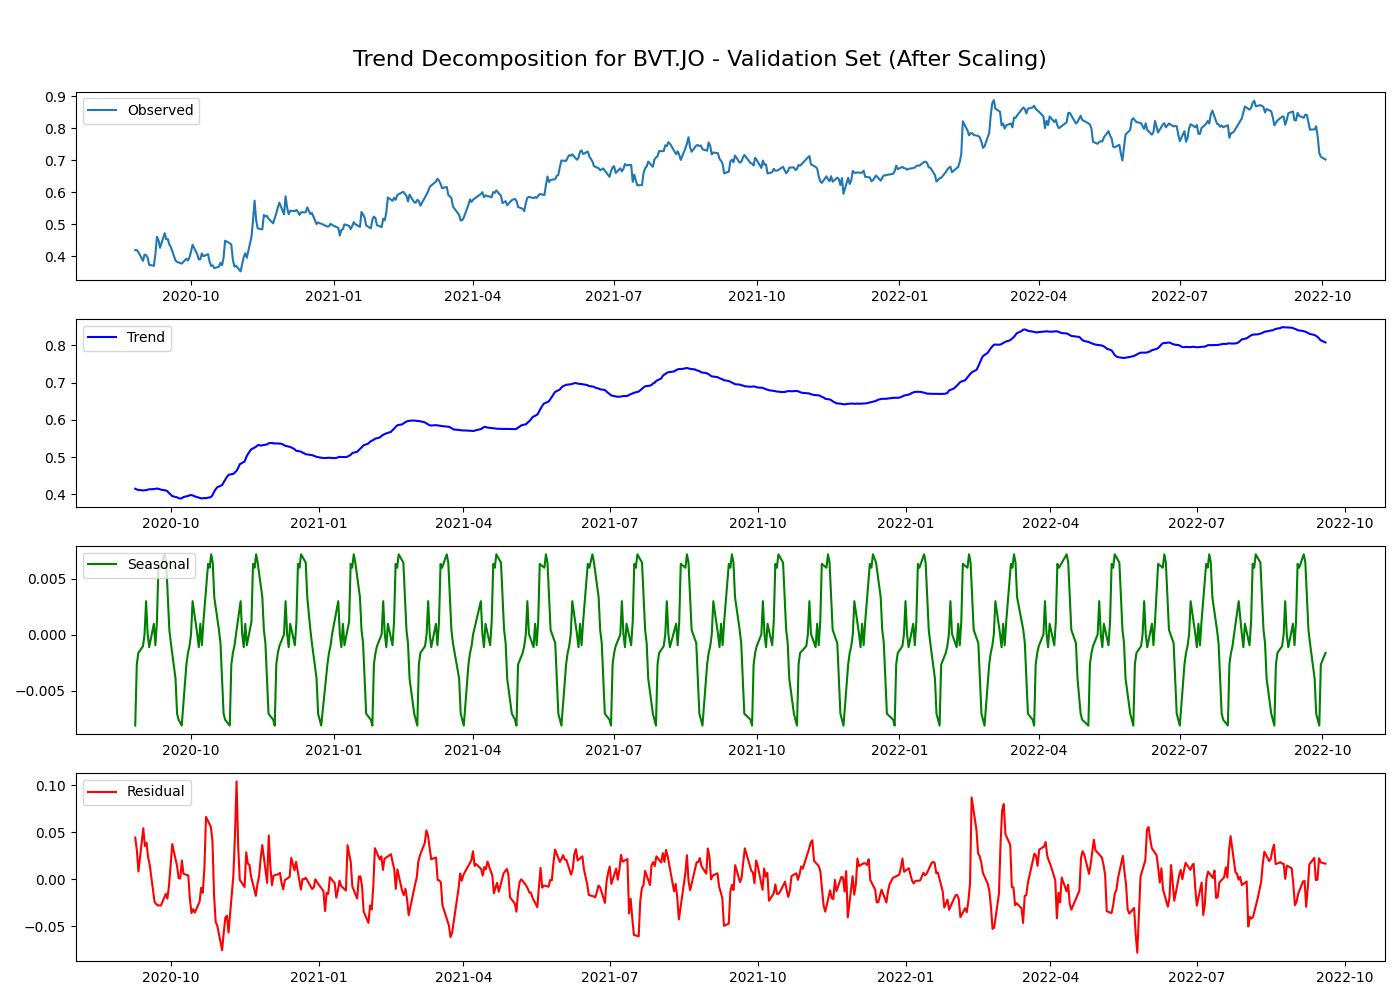 Trend Decomposition for BVT.JO - Validation Set (After Scaling)
Observed
0.9
0.8
0.7
0.6
0.5
0.4
2020-10 2021-01 2021-04 2021-07 2021-10 2022-01 2022-04 2022-07 2022-10
Trend
0.8
0.7
0.6
0.5
0.4
2020-10 2021-01 2021-04 2021-07 2021-10 2022-01 2022-04 2022-07 2022-10
Seasonal
0.005
0.000
−0.005
2020-10 2021-01 2021-04 2021-07 2021-10 2022-01 2022-04 2022-07 2022-10
Residual
0.10
0.05
0.00
−0.05
2020-10 2021-01 2021-04 2021-07 2021-10 2022-01 2022-04 2022-07 2022-10